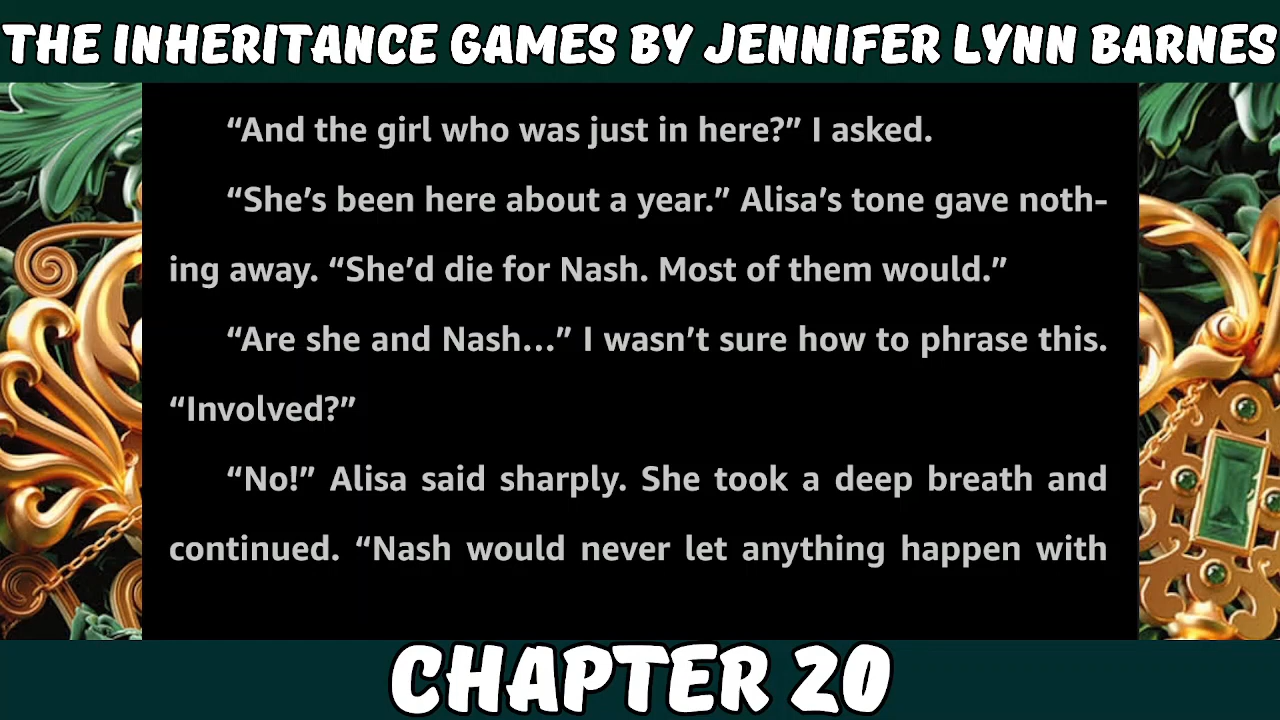 THE INHERITANCE GAMES BY JENNIFER LYNN BARNES
“And the girl who was just in here?” I asked.
“She’s been here about a year.” Alisa’s tone gave noth-
ing away. “She’d die for Nash. Most of them would.”
“Are she and Nash…” I wasn’t sure how to phrase this.
“Involved?”
“No!” Alisa said sharply. She took a deep breath and
continued. “Nash would never let anything happen with
CHAPTER 20